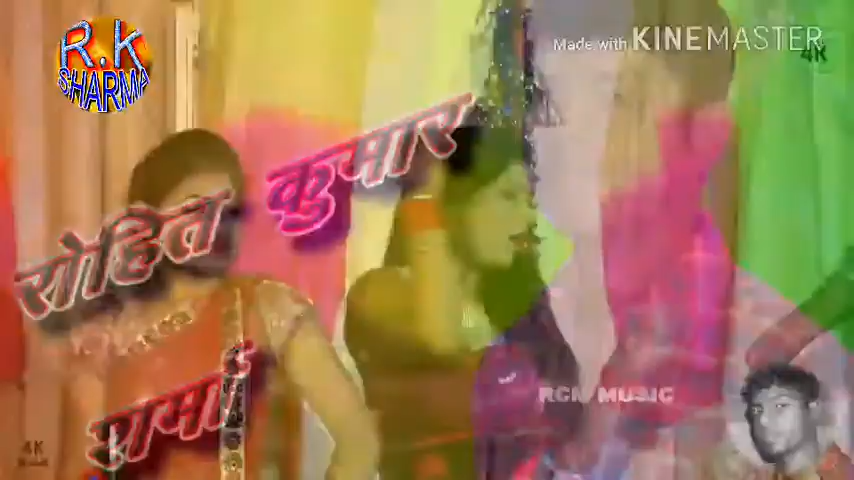 R.K
SHARMA
Made with KINEMASTER
4K
रोहित कुमार
शर्मा
RCM MUSIC
4K